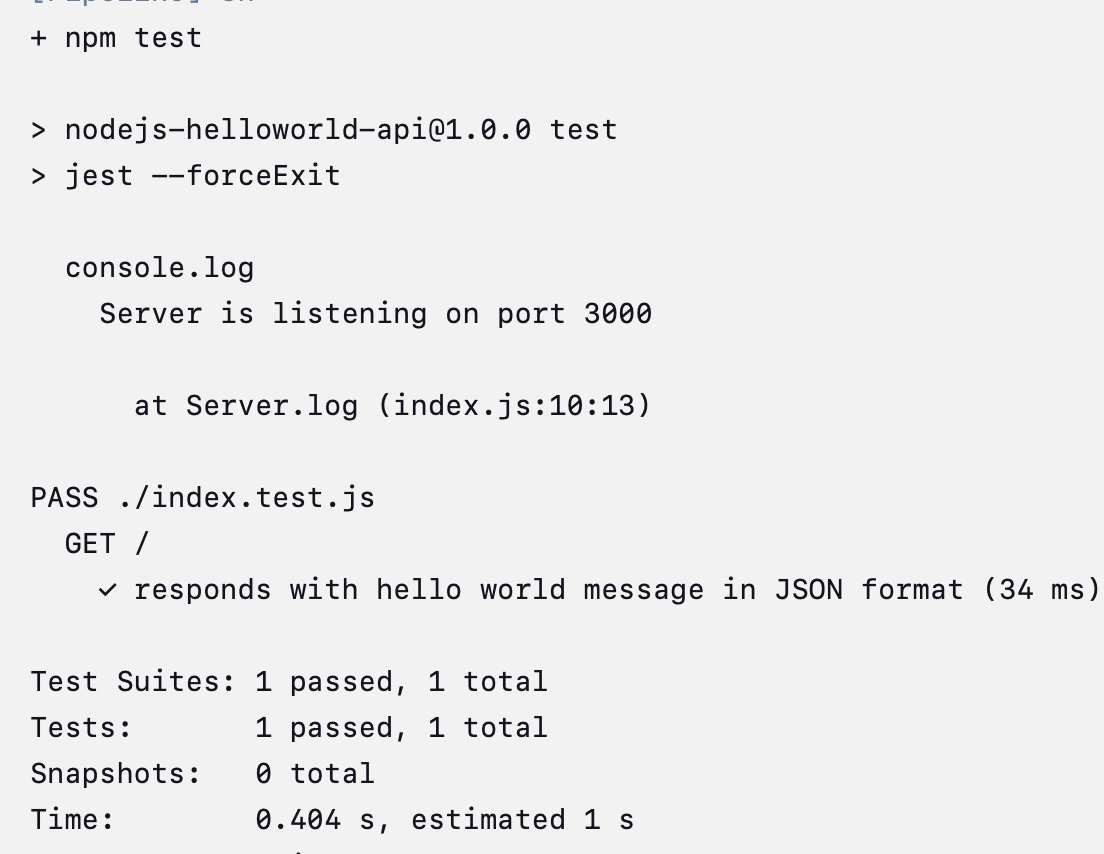 + npm test
> nodejs-helloworld-api@1.0.0 test
> jest --forceExit
console.log
Server is listening on port 3000
at Server.log (index.js:10:13)
PASS ./index.test.js
GET /
✓ responds with hello world message in JSON format (34 ms)
Test Suites: 1 passed, 1 total
Tests:       1 passed, 1 total
Snapshots:   0 total
Time:        0.404 s, estimated 1 s